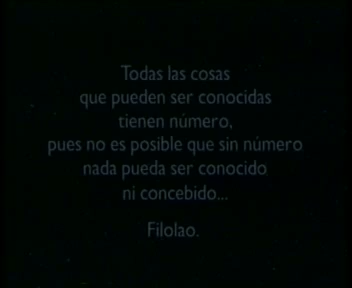 Todas las cosas
que pueden ser conocidas
tienen número,
pues no es posible que sin número
nada pueda ser conocido
ni concebido...
Filolao.